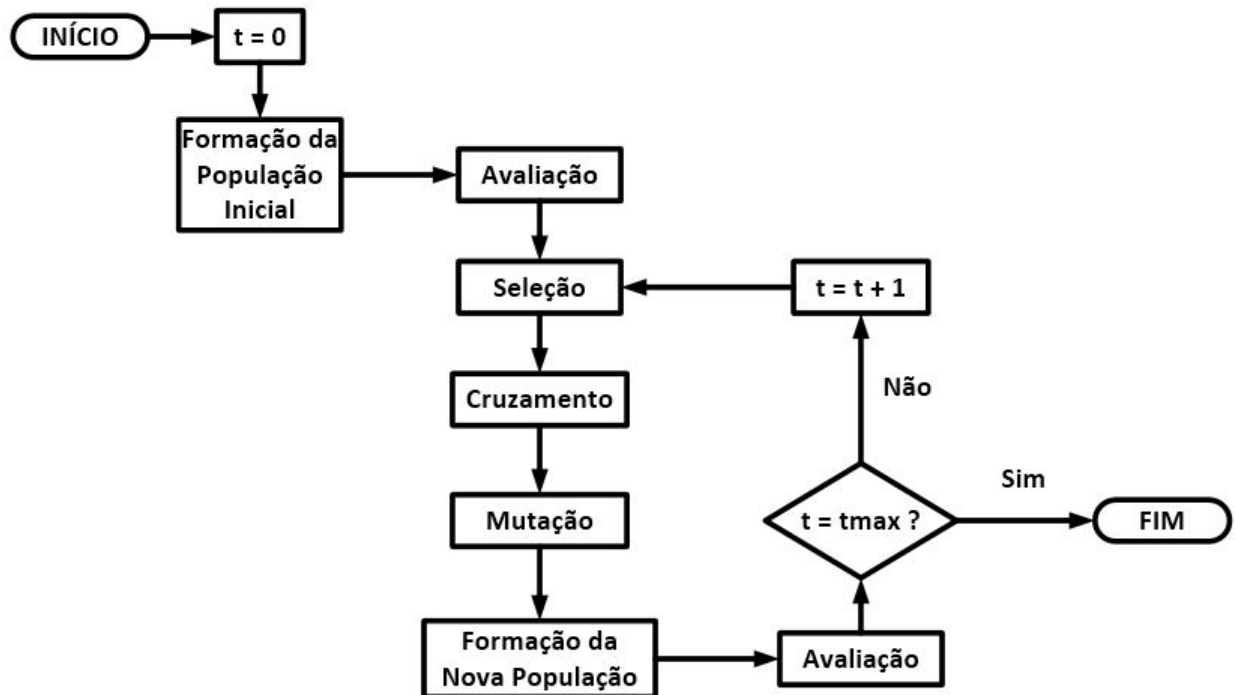 INÍCIO
t = 0
Formação da
População
Inicial
Avaliação
Seleção
t = t + 1
Cruzamento
Não
Mutação
t = tmax ?
Sim
FIM
Formação da
Nova População
Avaliação